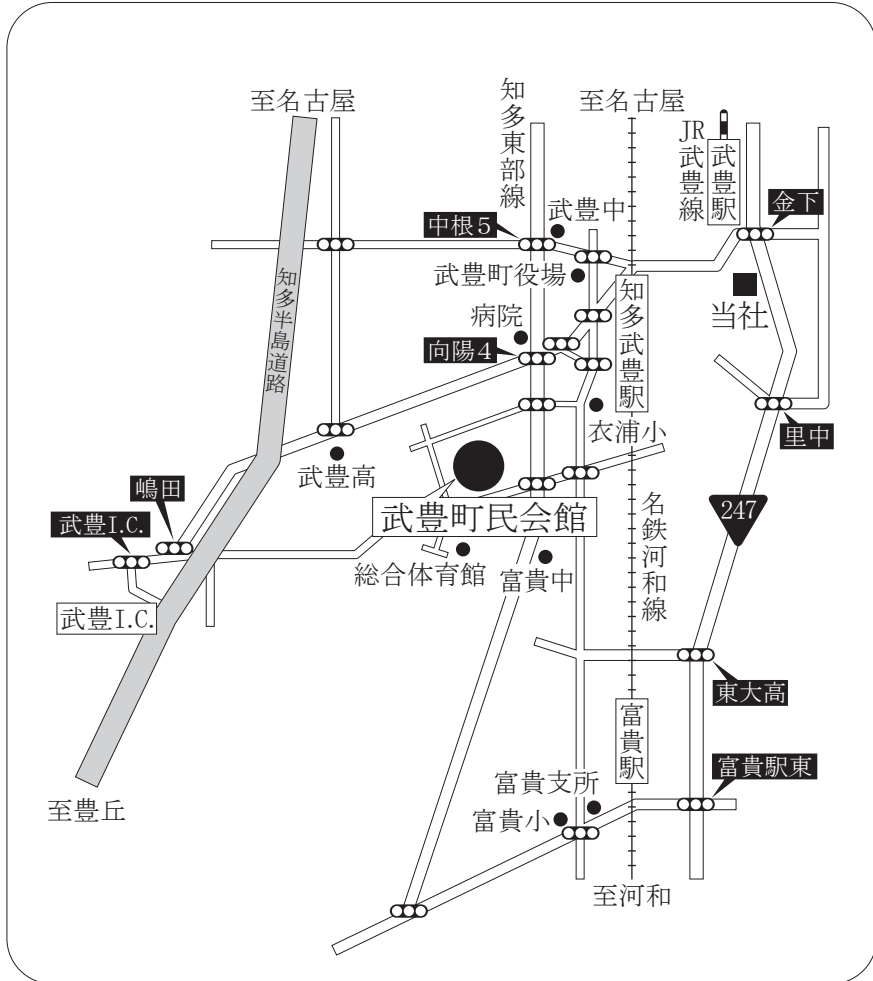 至名古屋
知多東部線
至名古屋
JR武豊線
武豊駅
金下
中根5
武豊中
武豊町役場
知多半島道路
病院
知多武豊駅
当社
向陽4
衣浦小
里中
武豊高
嶋田
武豊I.C.
武豊町民会館
247
名鉄河和線
総合体育館
富貴中
武豊I.C.
東大高
富貴駅
富貴駅東
富貴支所
富貴小
至豊丘
至河和